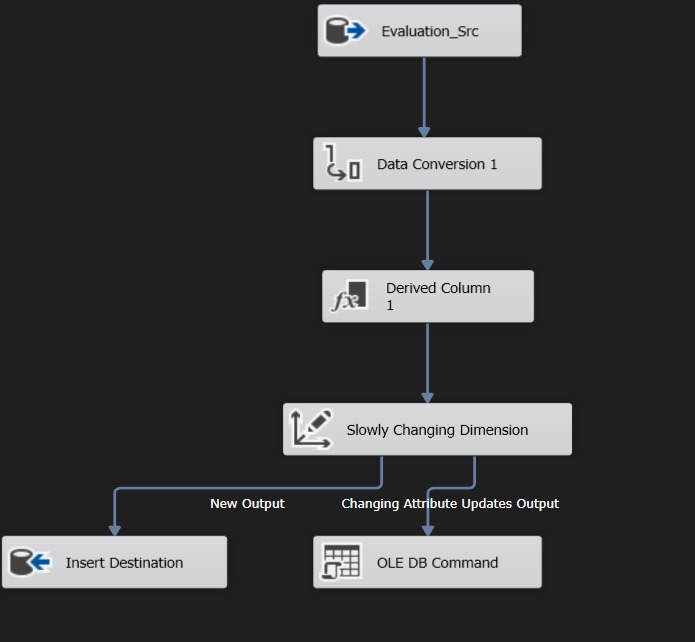 Evaluation_Src
Data Conversion 1
Derived Column
1
Slowly Changing Dimension
New Output
Changing Attribute Updates Output
Insert Destination
OLE DB Command